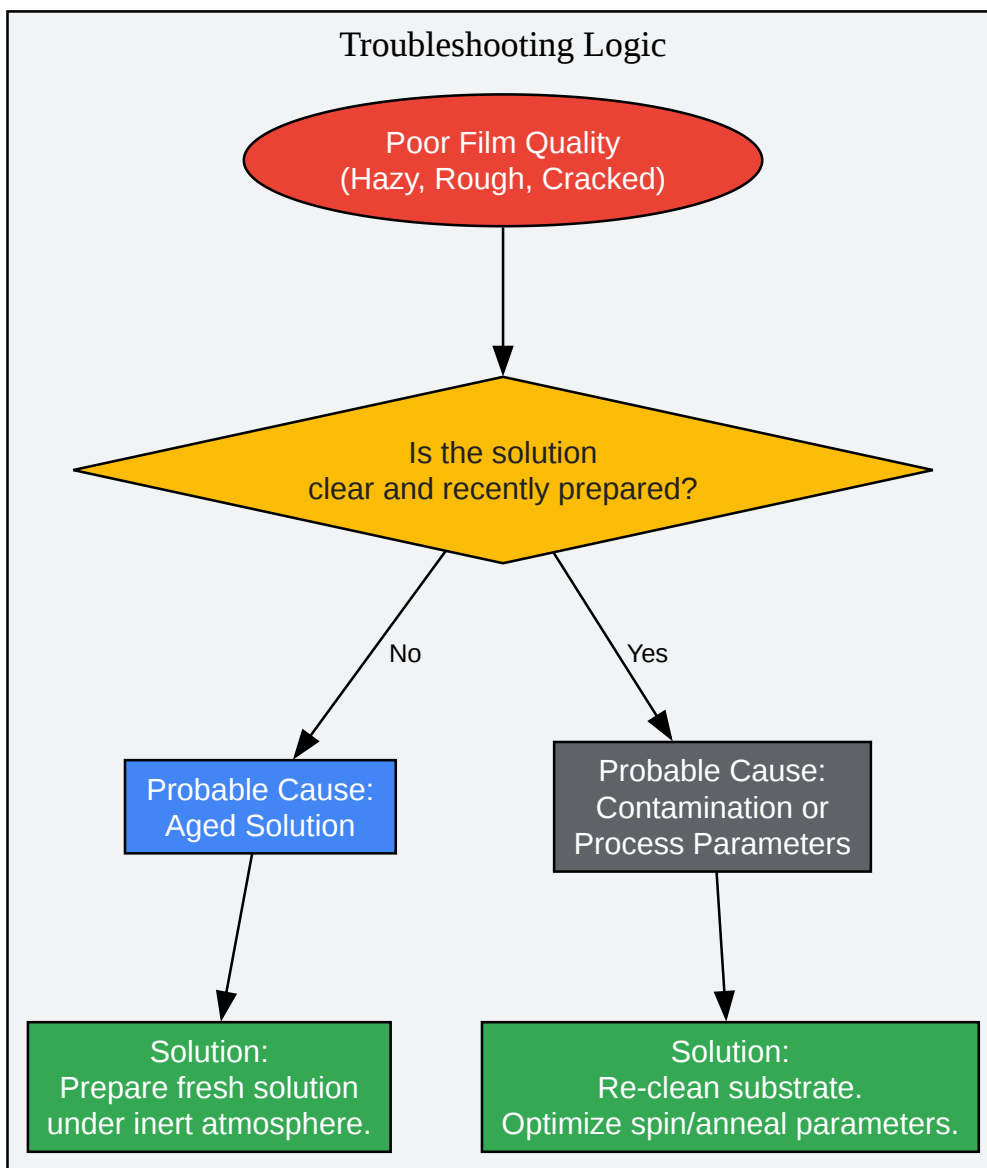 Troubleshooting Logic
Poor Film Quality
(Hazy, Rough, Cracked)
Is the solution
clear and recently prepared?
No
Yes
Probable Cause:
Aged Solution
Probable Cause:
Contamination or
Process Parameters
Solution:
Prepare fresh solution
under inert atmosphere.
Solution:
Re-clean substrate.
Optimize spin/anneal parameters.